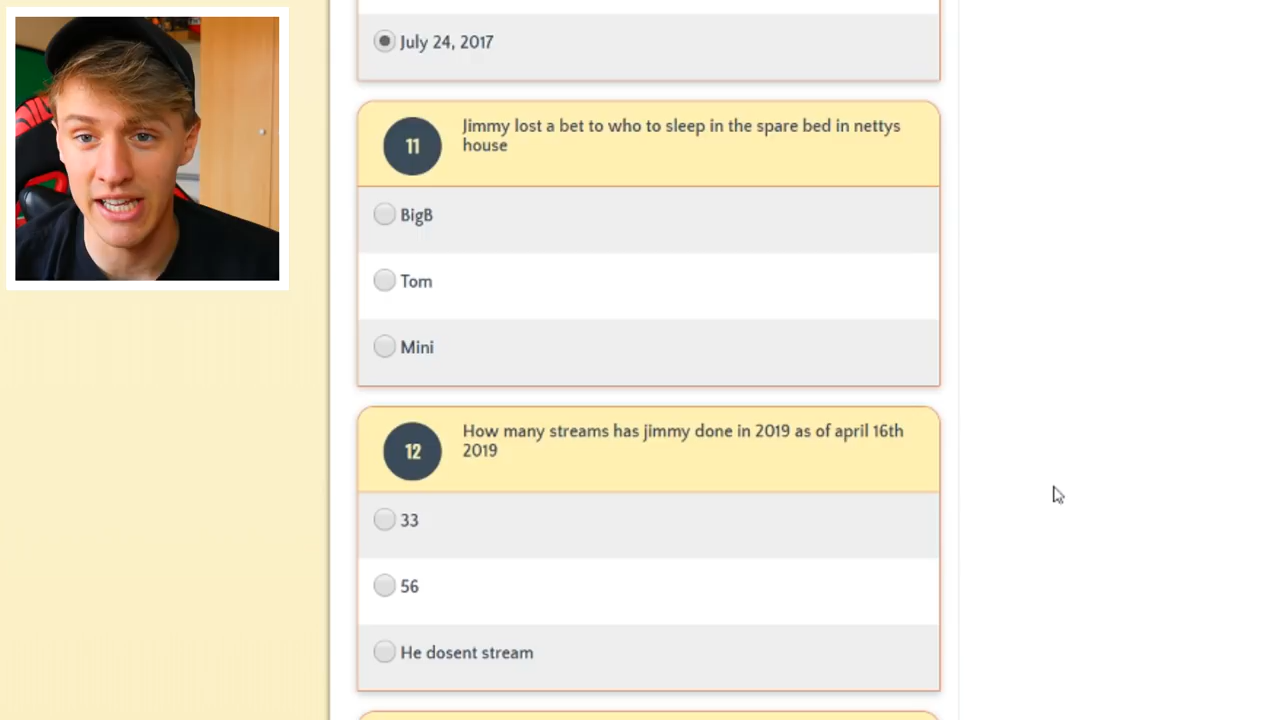 July 24, 2017
11
Jimmy lost a bet to who to sleep in the spare bed in nettys
house
BigB
Tom
Mini
12
How many streams has jimmy done in 2019 as of april 16th
2019
33
56
He dosent stream